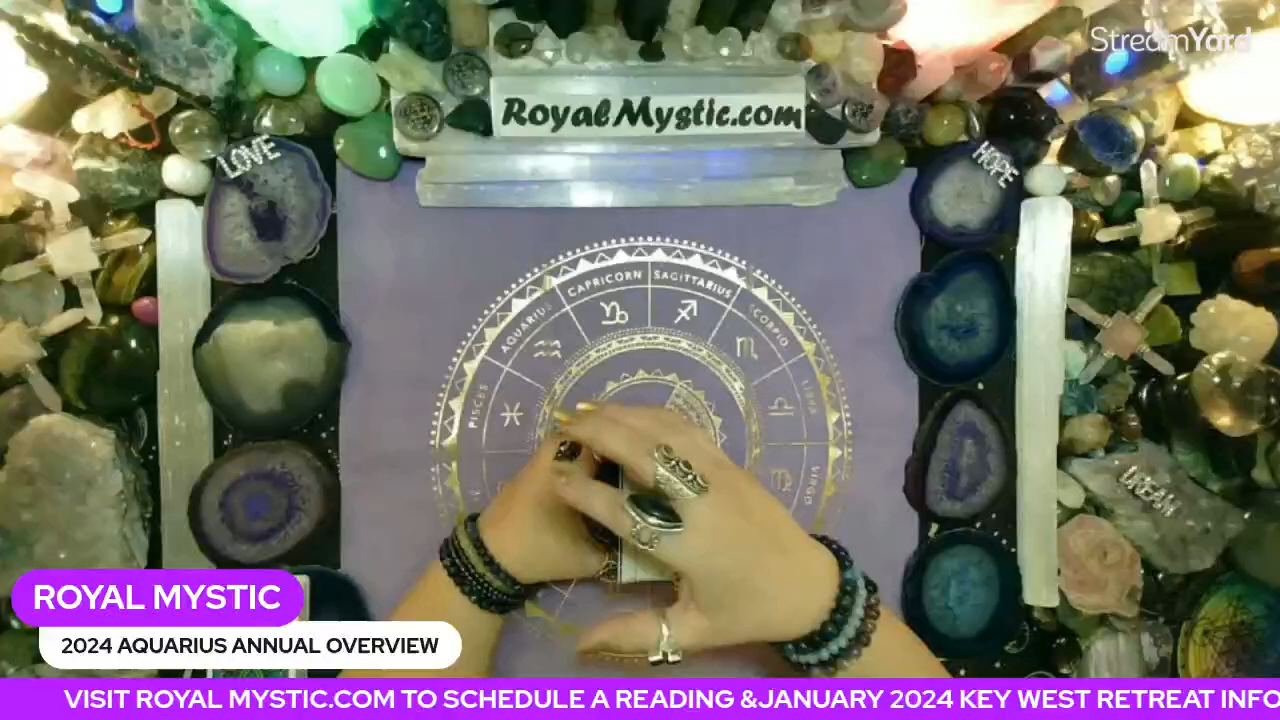 StreamYard
RoyalMystic.com
LOVE
HOPE
CAPRICORN
SAGITTARIUS
AQUARIUS
SCORPIO
PISCES
LIBRA
VIRGO
DREAM
ROYAL MYSTIC
2024 AQUARIUS ANNUAL OVERVIEW
VISIT ROYAL MYSTIC.COM TO SCHEDULE A READING &JANUARY 2024 KEY WEST RETREAT INFO